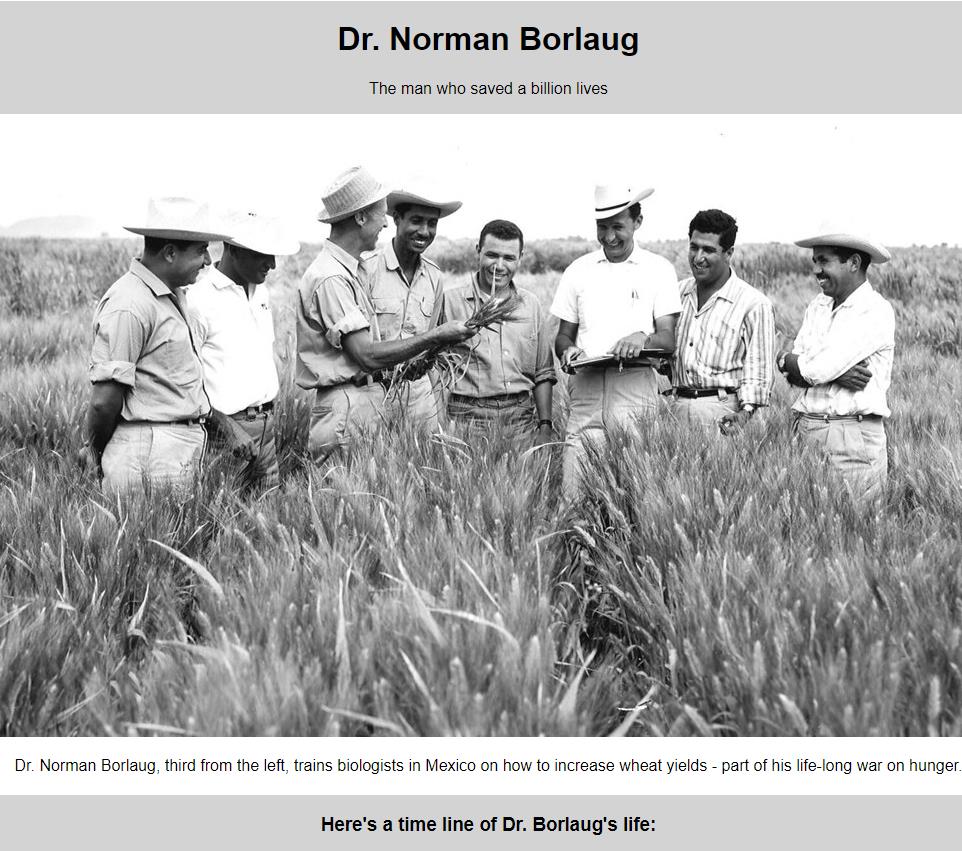 Dr. Norman Borlaug
The man who saved a billion lives
Dr. Norman Borlaug, third from the left, trains biologists in Mexico on how to increase wheat yields - part of his life-long war on hunger.
Here's a time line of Dr. Borlaug's life: